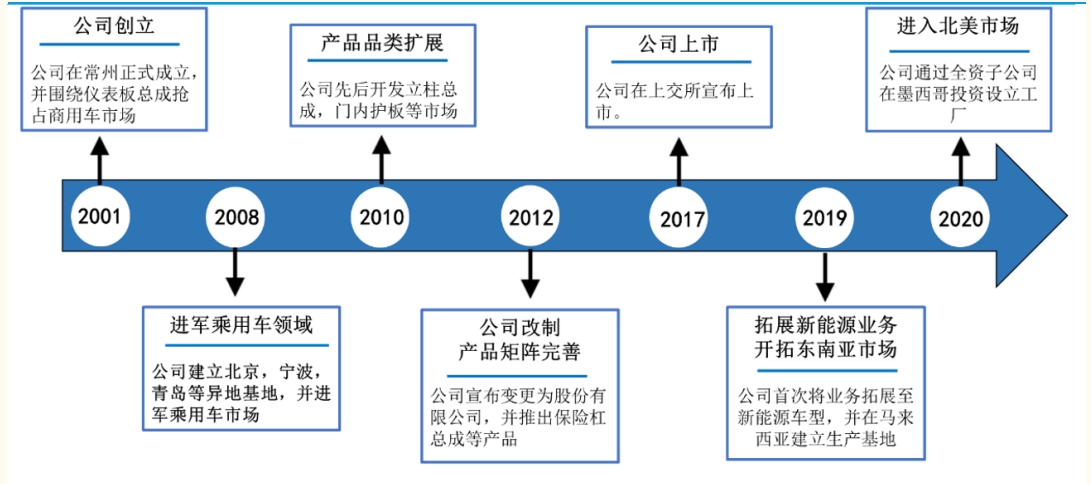 公司创立
公司在常州正式成立，
并围绕仪表板总成抢
占商用车市场
产品品类扩展
公司先后开发立柱总
成，门内护板等市场
公司上市
公司在上交所宣布上
市。
进入北美市场
公司通过全资子公司
在墨西哥投资设立工
厂
2001
2008
2010
2012
2017
2019
2020
进军乘用车领域
公司建立北京，宁波，
青岛等异地基地，并进
军乘用车市场
公司改制
产品矩阵完善
公司宣布变更为股份有
限公司，并推出保险杠
总成等产品
拓展新能源业务
开拓东南亚市场
公司首次将业务拓展至
新能源车型，并在马来
西亚建立生产基地